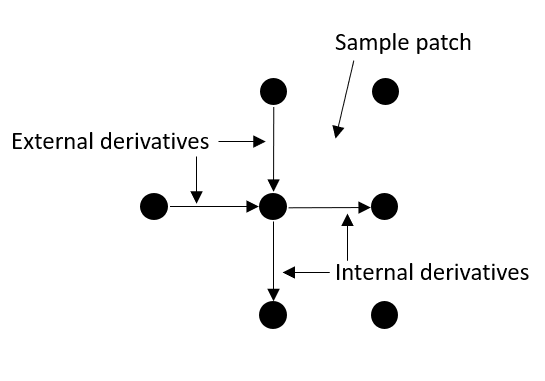 Sample patch
External derivatives
Internal derivatives